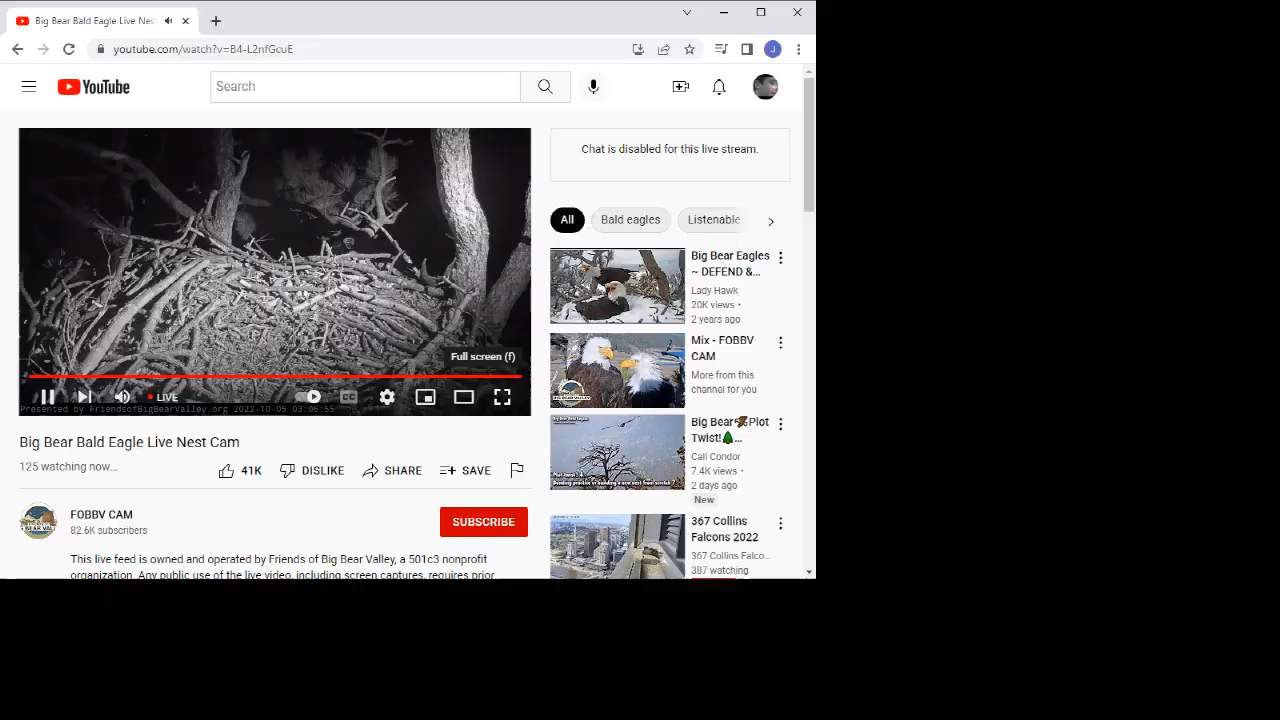 Big Bear Bald Eagle Live Nes
youtube.com/watch?v=B4-L2nfGcuE
YouTube
Search
J
Chat is disabled for this live stream.
All
Bald eagles
Listenable
Big Bear Eagles
~ DEFEND &...
Lady Hawk
20K views •
2 years ago
Mix - FOBBV
CAM
More from this
channel for you
Big Bear🍂Plot
Twist!🌲...
Cali Condor
7.4K views •
2 days ago
New
367 Collins
Falcons 2022
367 Collins Falco...
387 watching
Full screen (f)
LIVE
CC
Presented by FriendsofBigBearValley.org 2022-10-05 03:06:55
Big Bear Bald Eagle Live Nest Cam
125 watching now...
41K
DISLIKE
SHARE
SAVE
FOBBV CAM
82.6K subscribers
SUBSCRIBE
This live feed is owned and operated by Friends of Big Bear Valley, a 501c3 nonprofit
organization. Any public use of the live video, including screen captures, requires prior